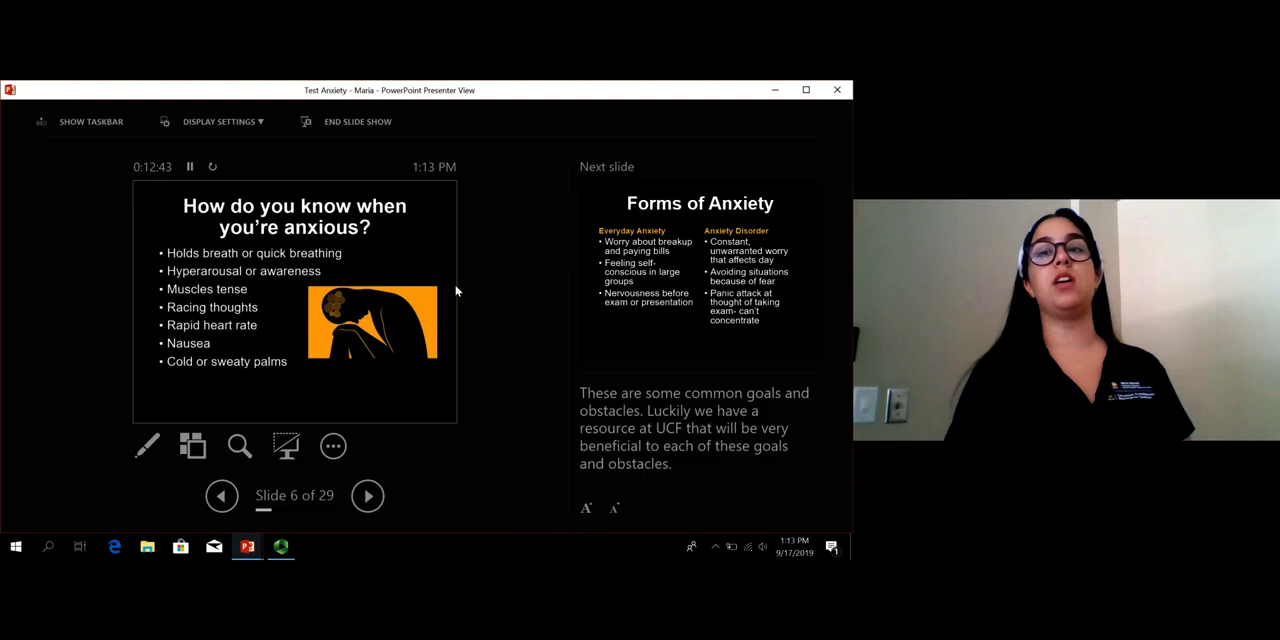 Test Anxiety - Maria - PowerPoint Presenter View
SHOW TASKBAR
DISPLAY SETTINGS ▼
END SLIDE SHOW
0:12:43
1:13 PM
How do you know when
you're anxious?
• Holds breath or quick breathing
• Hyperarousal or awareness
• Muscles tense
• Racing thoughts
• Rapid heart rate
• Nausea
• Cold or sweaty palms
Slide 6 of 29
Next slide
Forms of Anxiety
Everyday Anxiety
• Worry about breakup
and paying bills
• Feeling self-
conscious in large
groups
• Nervousness before
exam or presentation
Anxiety Disorder
• Constant,
unwarranted worry
that affects day
• Avoiding situations
because of fear
• Panic attack at
thought of taking
exam- can't
concentrate
These are some common goals and
obstacles. Luckily we have a
resource at UCF that will be very
beneficial to each of these goals
and obstacles.
A A
1:13 PM
9/17/2019